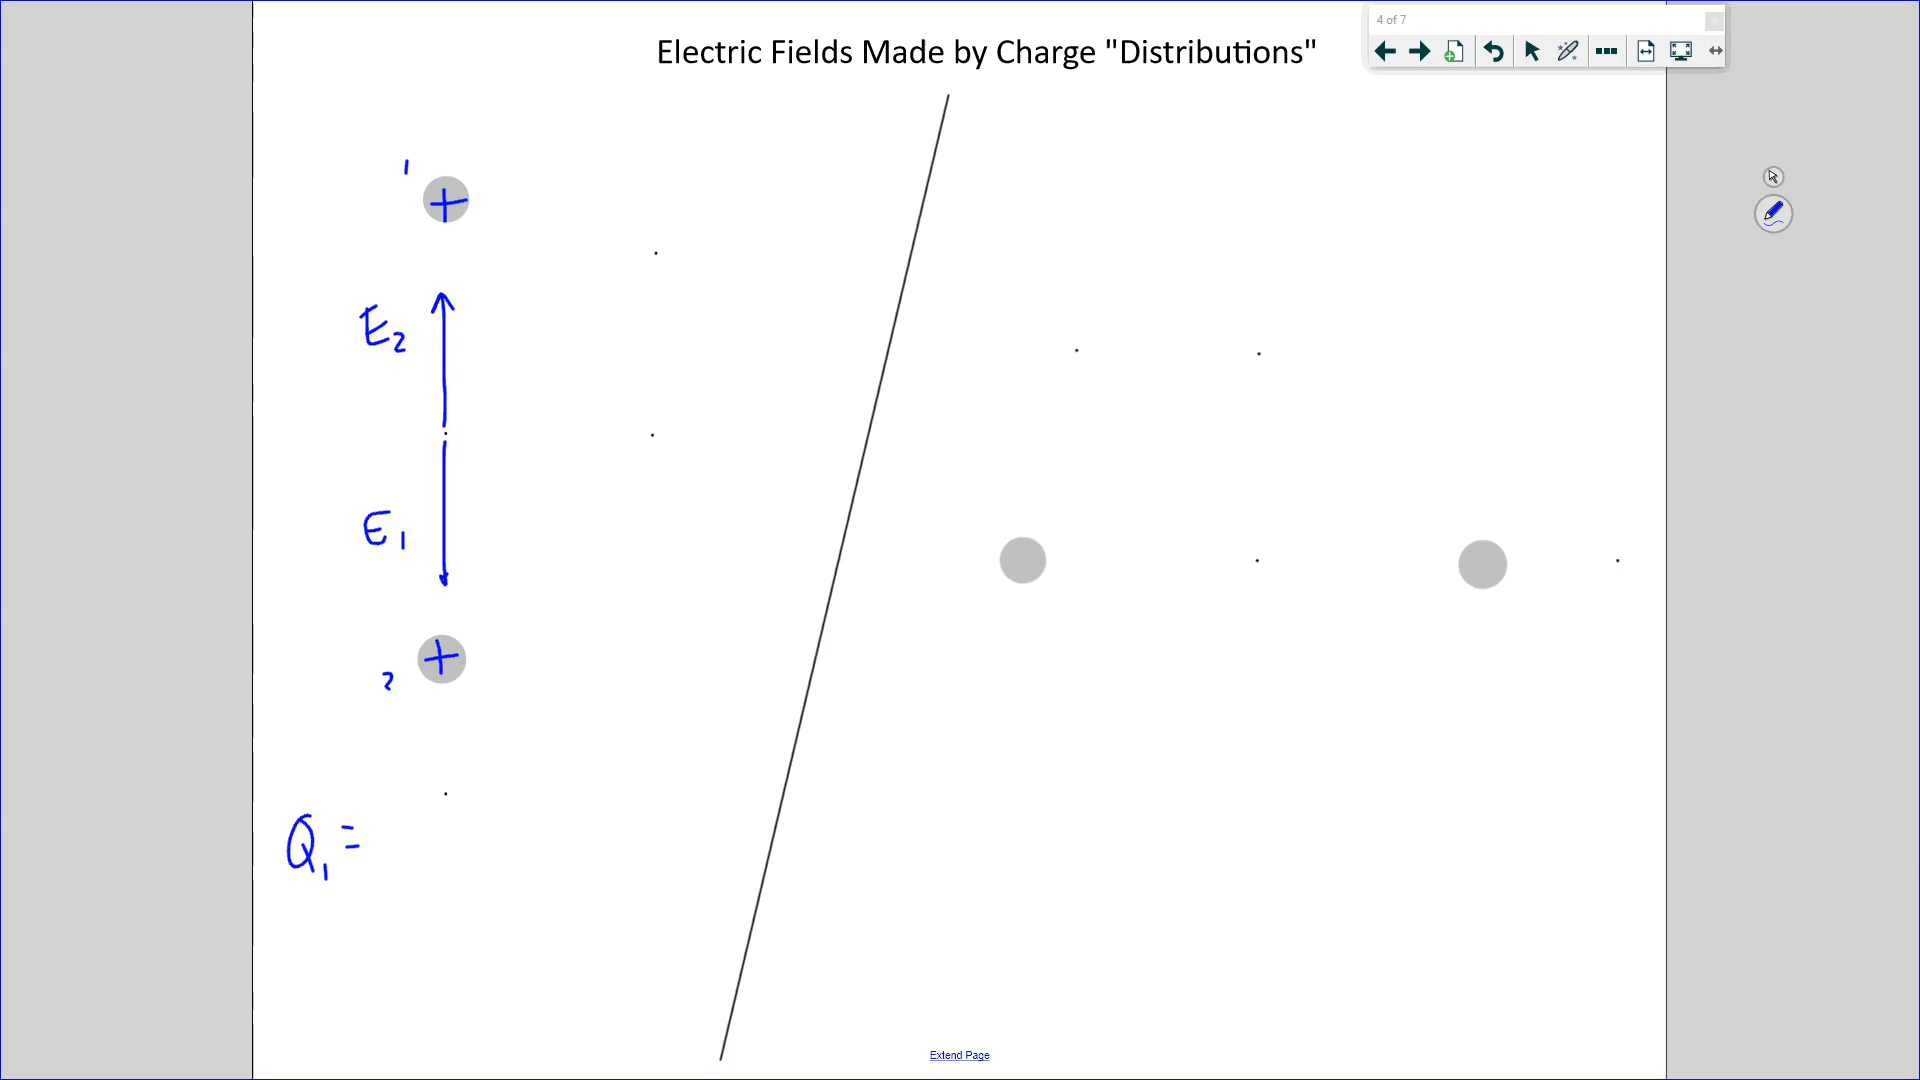 Electric Fields Made by Charge "Distributions"
4 of 7
1
+
E2
E1
+
2
Q1 =
Extend Page